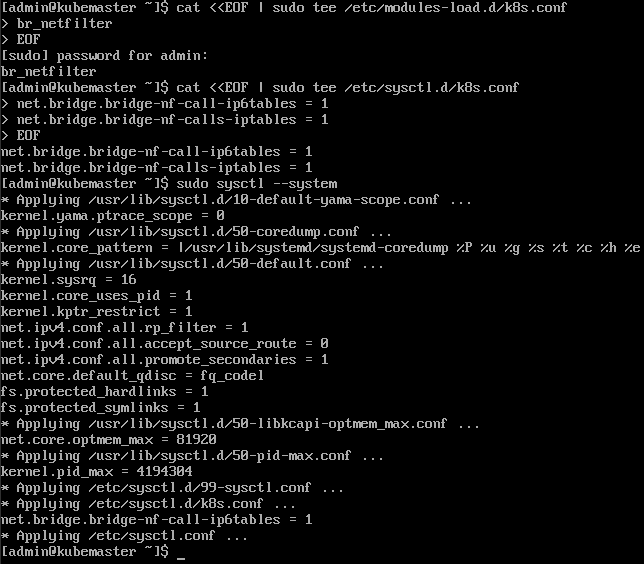 [admin@kubemaster ~]$ cat <<EOF | sudo tee /etc/modules-load.d/k8s.conf
> br_netfilter
> EOF
[sudo] password for admin:
br_netfilter
[admin@kubemaster ~]$ cat <<EOF | sudo tee /etc/sysctl.d/k8s.conf
> net.bridge.bridge-nf-call-ip6tables = 1
> net.bridge.bridge-nf-calls-iptables = 1
> EOF
net.bridge.bridge-nf-call-ip6tables = 1
net.bridge.bridge-nf-calls-iptables = 1
[admin@kubemaster ~]$ sudo sysctl --system
* Applying /usr/lib/sysctl.d/10-default-yama-scope.conf ...
kernel.yama.ptrace_scope = 0
* Applying /usr/lib/sysctl.d/50-coredump.conf ...
kernel.core_pattern = |/usr/lib/systemd/systemd-coredump %P %u %g %s %t %c %h %e
* Applying /usr/lib/sysctl.d/50-default.conf ...
kernel.sysrq = 16
kernel.core_uses_pid = 1
kernel.kptr_restrict = 1
net.ipv4.conf.all.rp_filter = 1
net.ipv4.conf.all.accept_source_route = 0
net.ipv4.conf.all.promote_secondaries = 1
net.core.default_qdisc = fq_codel
fs.protected_hardlinks = 1
fs.protected_symlinks = 1
* Applying /usr/lib/sysctl.d/50-libkcapi-optmem_max.conf ...
net.core.optmem_max = 81920
* Applying /usr/lib/sysctl.d/50-pid-max.conf ...
kernel.pid_max = 4194304
* Applying /etc/sysctl.d/99-sysctl.conf ...
* Applying /etc/sysctl.d/k8s.conf ...
net.bridge.bridge-nf-call-ip6tables = 1
* Applying /etc/sysctl.conf ...
[admin@kubemaster ~]$ _